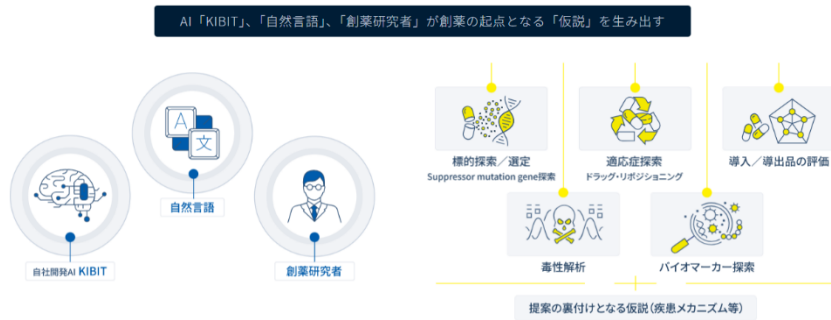 AI「KIBIT」、「自然言語」、「創薬研究者」が創薬の起点となる「仮説」を生み出す
A
文
自然言語
自社開発AI KIBIT
創薬研究者
標的探索／選定
Suppressor mutation gene探索
適応症探索
ドラッグ・リポジショニング
導入／導出品の評価
毒性解析
バイオマーカー探索
提案の裏付けとなる仮説（疾患メカニズム等）